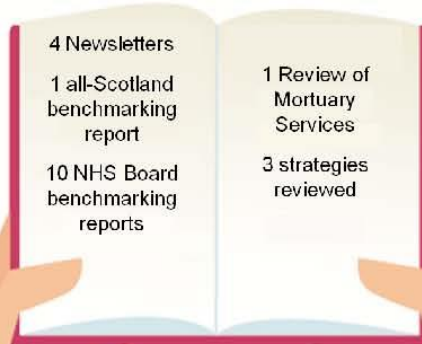 4 Newsletters
1 all-Scotland
benchmarking
report
10 NHS Board
benchmarking
reports
1 Review of
Mortuary
Services
3 strategies
reviewed